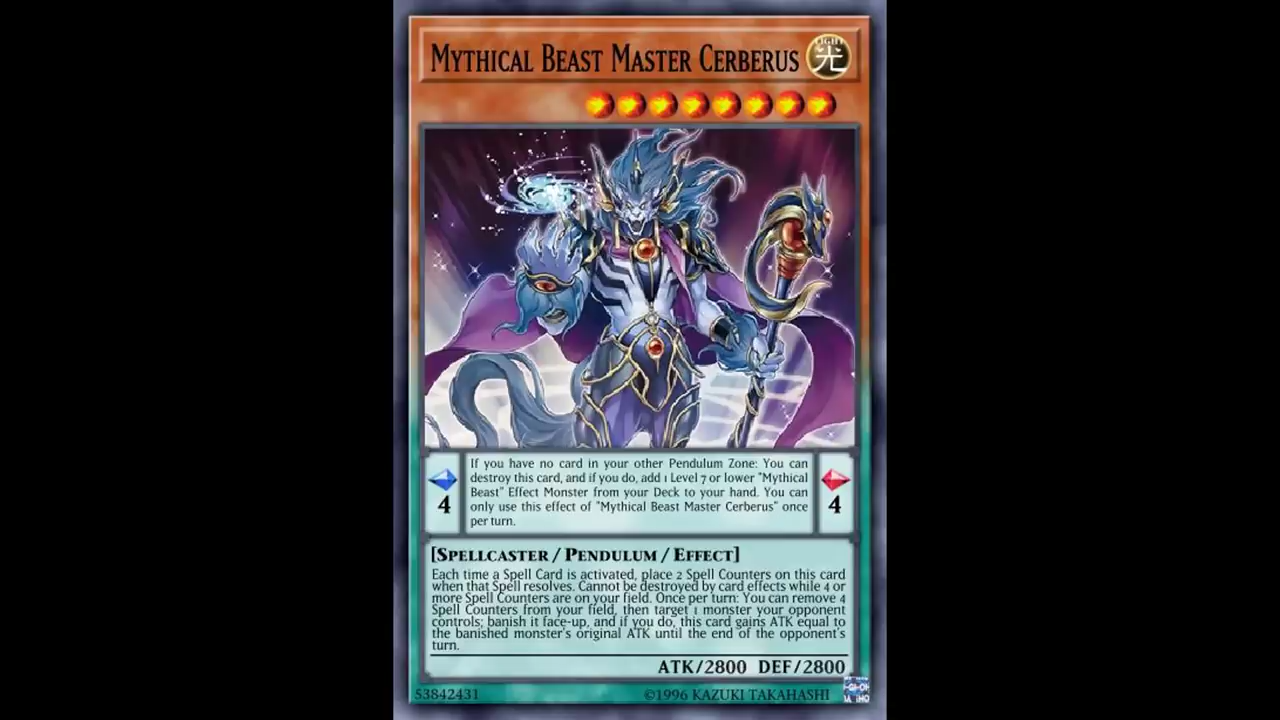 MYTHICAL BEAST MASTER CERBERUS
LIGHT
光
If you have no card in your other Pendulum Zone: You can
destroy this card, and if you do, add 1 Level 7 or lower "Mythical
Beast" Effect Monster from your Deck to your hand. You can
only use this effect of "Mythical Beast Master Cerberus" once
per turn.
4
4
[SPELLCASTER / PENDULUM / EFFECT]
Each time a Spell Card is activated, place 2 Spell Counters on this card
when that Spell resolves. Cannot be destroyed by card effects while 4 or
more Spell Counters are on your field. Once per turn: You can remove 4
Spell Counters from your field, then target 1 monster your opponent
controls; banish it face-up, and if you do, this card gains ATK equal to
the banished monster's original ATK until the end of the opponent's
turn.
ATK/2800 DEF/2800
53842431
©1996 KAZUKI TAKAHASHI